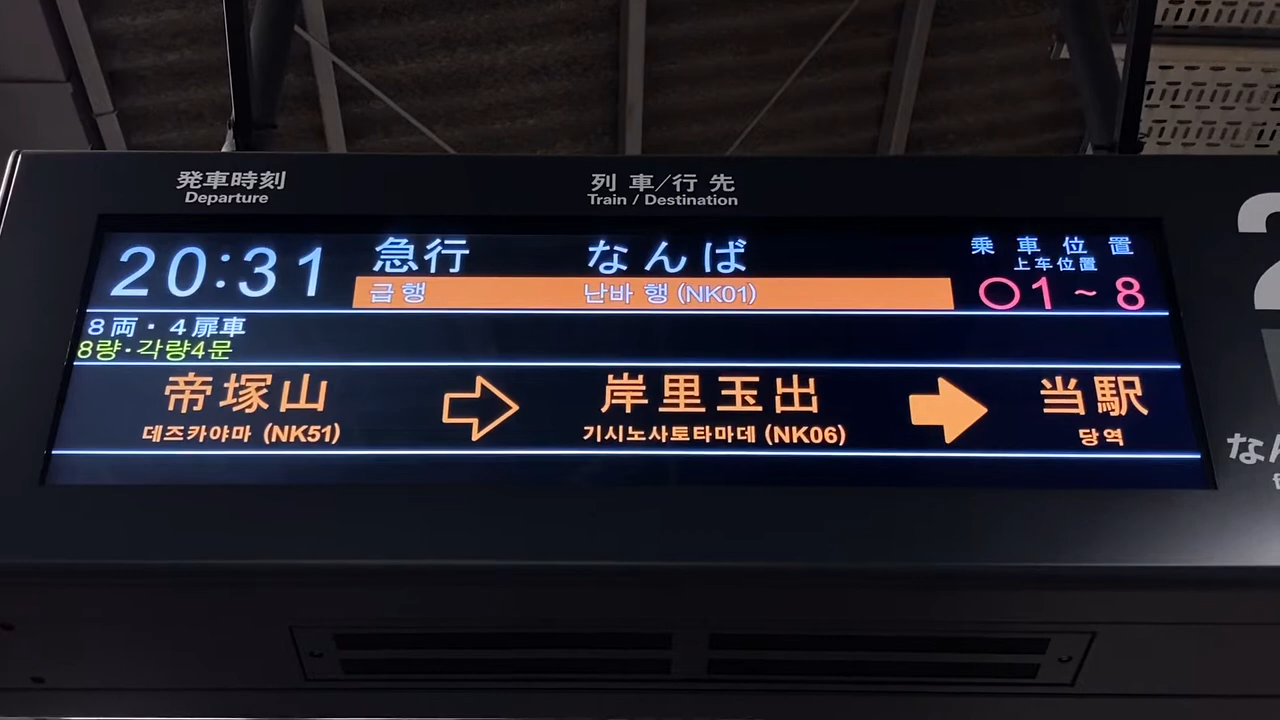 発車時刻
Departure
列車/行先
Train / Destination
20:31 急行 なんば
급행 난바 행 (NK01)
乗車位置
上车位置
○1~8
8両・4扉車
8량·각량4문
帝塚山 岸里玉出 当駅
데즈카야마 (NK51) 기시노사토타마데 (NK06) 당역
2
なん